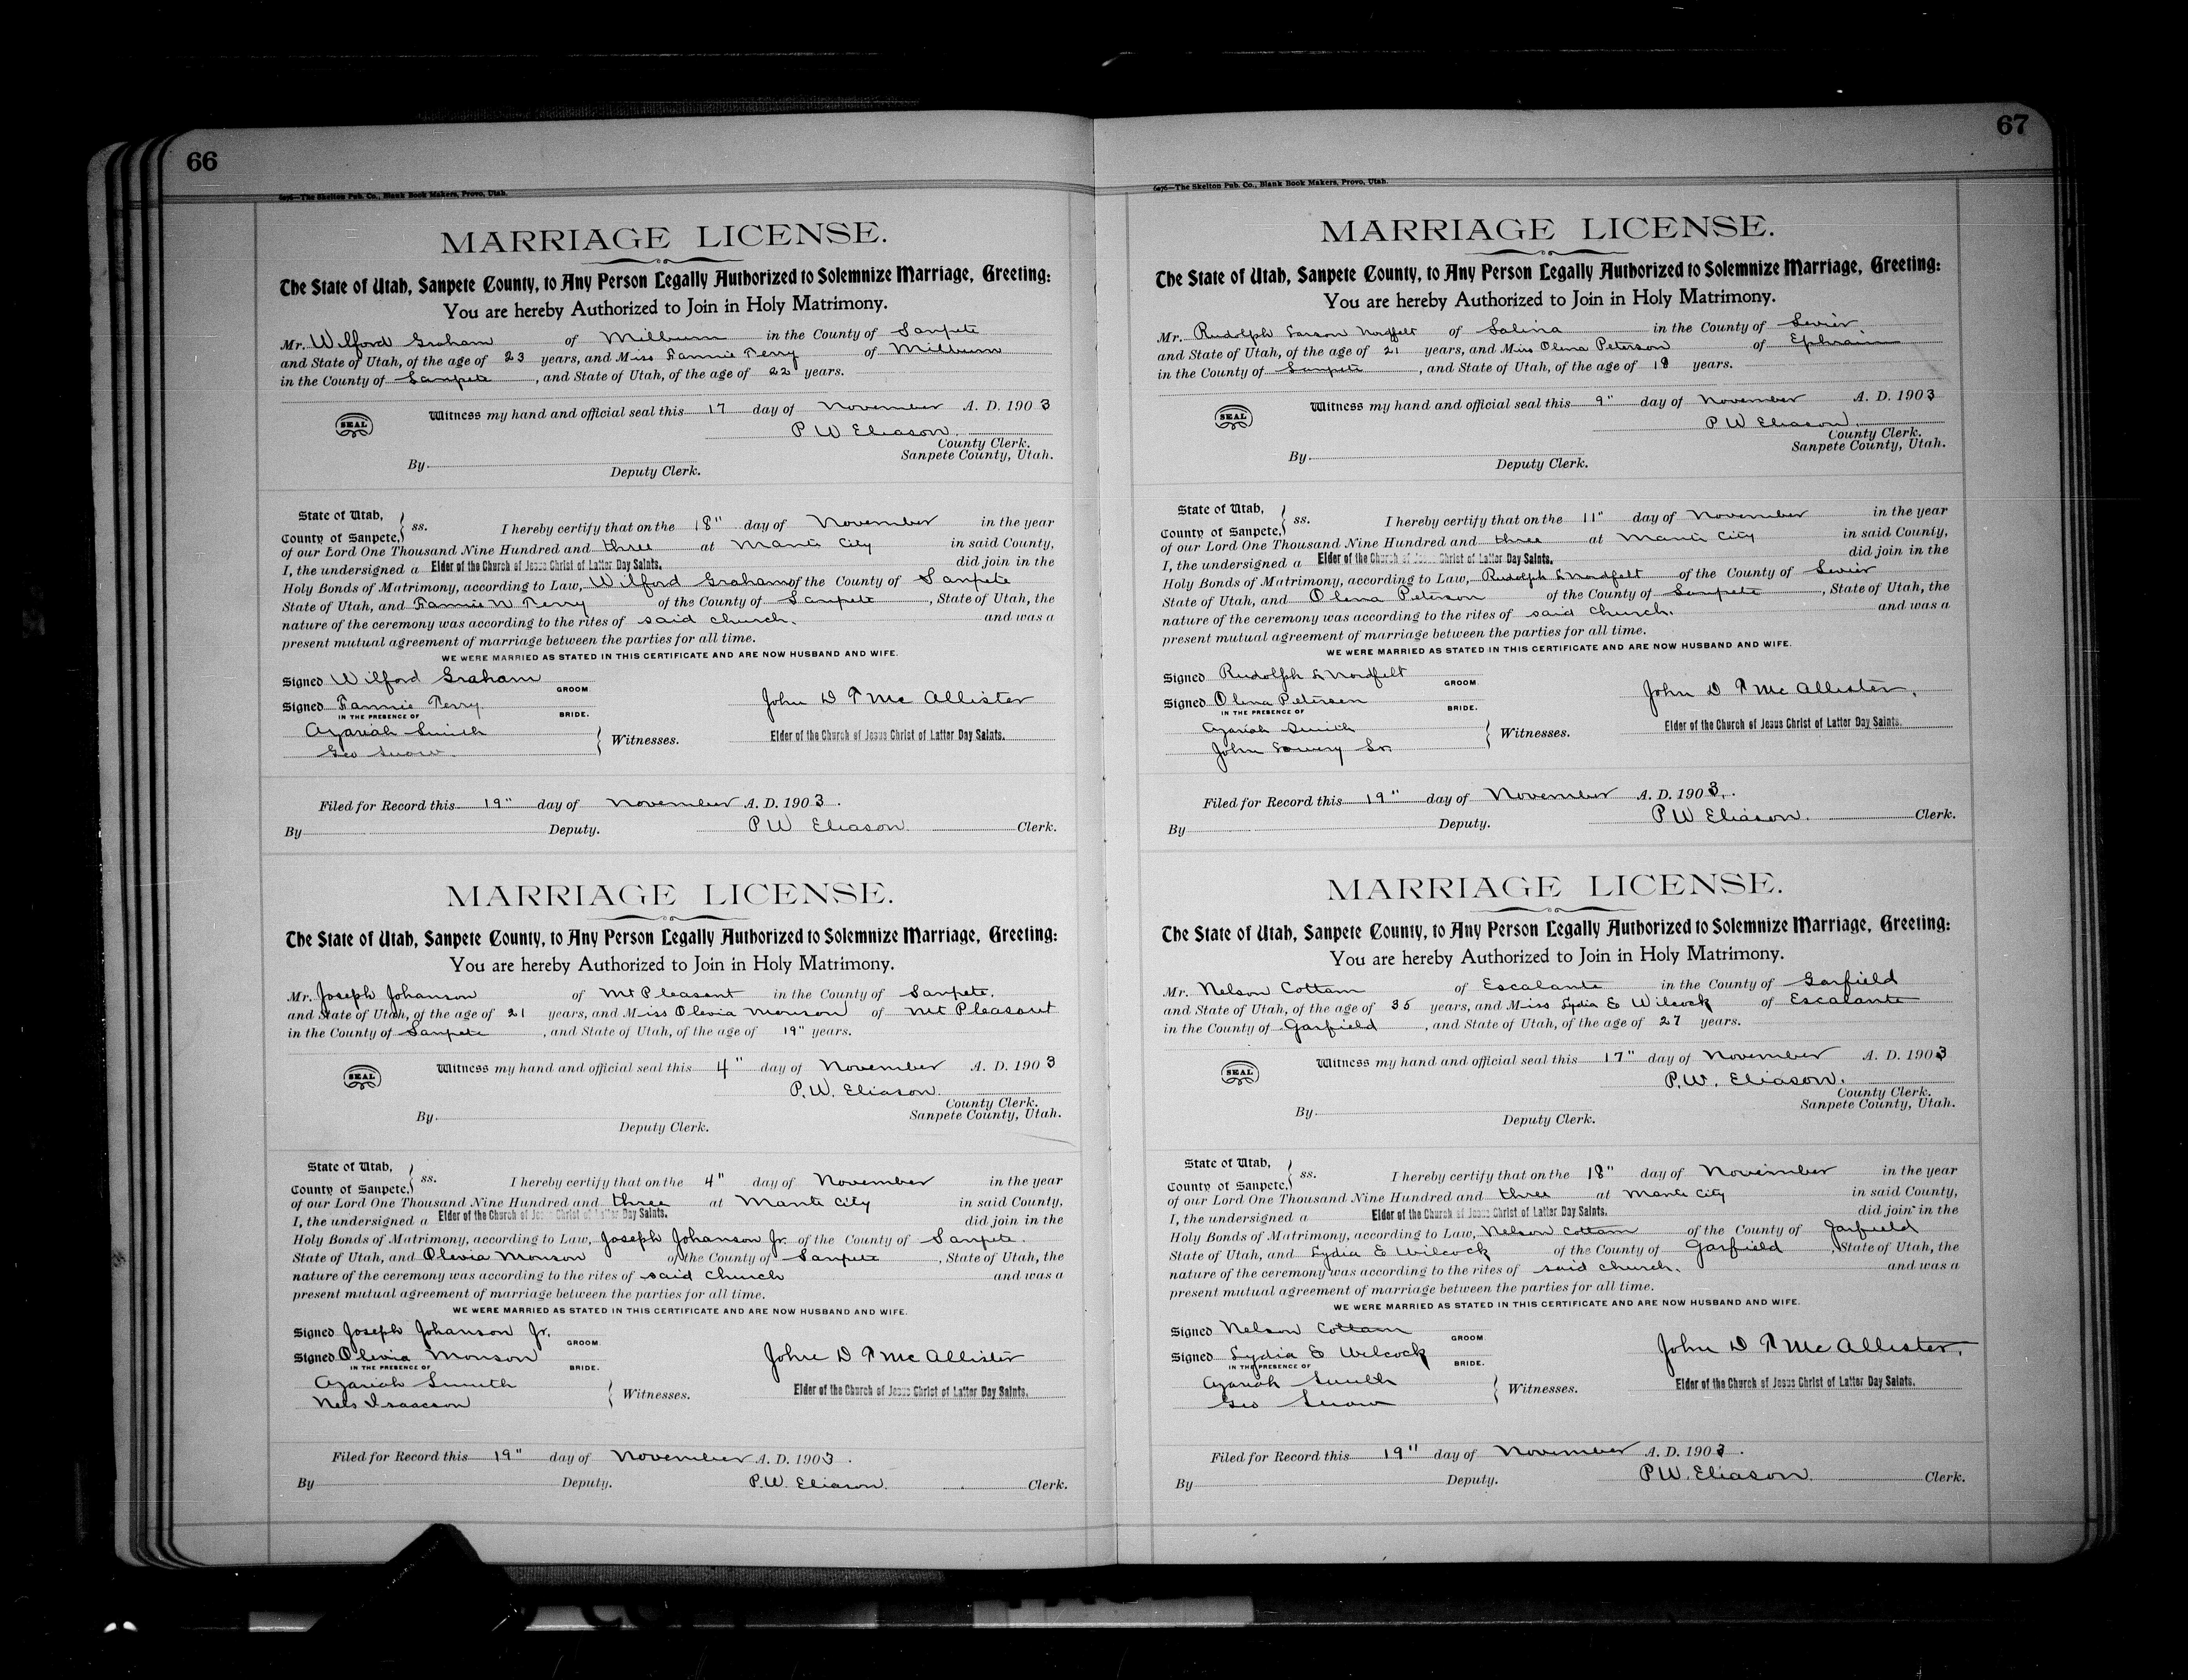 66
6276—The Skelton Pub. Co., Blank Book Makers, Provo, Utah.
MARRIAGE LICENSE.
The State of Utah, Sanpete County, to Any Person Legally Authorized to Solemnize Marriage, Greeting:
You are hereby Authorized to Join in Holy Matrimony.
Mr. Wilford Graham of Milburn in the County of Sanpete
and State of Utah, of the age of 23 years, and Miss Fannie Terry of Milburn
in the County of Sanpete, and State of Utah, of the age of 22 years.
SEAL
Witness my hand and official seal this 17 day of November A. D. 1903
P W Eliason.
County Clerk.
Sanpete County, Utah.
By
Deputy Clerk.
State of Utah,
County of Sanpete, } ss. I hereby certify that on the 18" day of November in the year
of our Lord One Thousand Nine Hundred and three at Manti City in said County,
I, the undersigned a Elder of the Church of Jesus Christ of Latter Day Saints. did join in the
Holy Bonds of Matrimony, according to Law, Wilford Graham of the County of Sanpete
State of Utah, and Fannie W Terry of the County of Sanpete, State of Utah, the
nature of the ceremony was according to the rites of said church. and was a
present mutual agreement of marriage between the parties for all time.
WE WERE MARRIED AS STATED IN THIS CERTIFICATE AND ARE NOW HUSBAND AND WIFE.
Signed Wilford Graham GROOM.
John D T McAllister
Signed Fannie Terry BRIDE.
IN THE PRESENCE OF
Azariah Smith
Geo Snow. } Witnesses.
Elder of the Church of Jesus Christ of Latter Day Saints.
Filed for Record this 19" day of November A. D. 1903.
By Deputy. P W Eliason. Clerk.
MARRIAGE LICENSE.
The State of Utah, Sanpete County, to Any Person Legally Authorized to Solemnize Marriage, Greeting:
You are hereby Authorized to Join in Holy Matrimony.
Mr. Joseph Johanson of Mt Pleasant in the County of Sanpete.
and State of Utah, of the age of 21 years, and Miss Olevia Monson of Mt Pleasant
in the County of Sanpete, and State of Utah, of the age of 19" years.
SEAL
Witness my hand and official seal this 4" day of November A. D. 1903
P. W. Eliason.
County Clerk.
Sanpete County, Utah.
By
Deputy Clerk.
State of Utah,
County of Sanpete, } ss. I hereby certify that on the 4" day of November in the year
of our Lord One Thousand Nine Hundred and three at Manti City in said County,
I, the undersigned a Elder of the Church of Jesus Christ of Latter Day Saints. did join in the
Holy Bonds of Matrimony, according to Law, Joseph Johanson Jr. of the County of Sanpete.
State of Utah, and Olevia Monson of the County of Sanpete, State of Utah, the
nature of the ceremony was according to the rites of said church and was a
present mutual agreement of marriage between the parties for all time.
WE WERE MARRIED AS STATED IN THIS CERTIFICATE AND ARE NOW HUSBAND AND WIFE.
Signed Joseph Johanson Jr. GROOM.
Signed Olevia Monson BRIDE.
John D T McAllister
IN THE PRESENCE OF
Azariah Smith
Nels Isaacson } Witnesses.
Elder of the Church of Jesus Christ of Latter Day Saints.
Filed for Record this 19" day of November A. D. 1903.
By Deputy. P. W. Eliason. Clerk.
67
6276—The Skelton Pub. Co., Blank Book Makers, Provo, Utah.
MARRIAGE LICENSE.
The State of Utah, Sanpete County, to Any Person Legally Authorized to Solemnize Marriage, Greeting:
You are hereby Authorized to Join in Holy Matrimony.
Mr. Rudolph Larson Nordfelt of Salina in the County of Sevier.
and State of Utah, of the age of 21 years, and Miss Olena Peterson of Ephraim
in the County of Sanpete, and State of Utah, of the age of 18 years.
SEAL
Witness my hand and official seal this 9" day of November A. D. 1903
P W Eliason.
County Clerk.
Sanpete County, Utah.
By
Deputy Clerk.
State of Utah,
County of Sanpete, } ss. I hereby certify that on the 11" day of November in the year
of our Lord One Thousand Nine Hundred and three at Manti City in said County,
I, the undersigned a Elder of the Church of Jesus Christ of Latter Day Saints. did join in the
Holy Bonds of Matrimony, according to Law, Rudolph L Nordfelt of the County of Sevier
State of Utah, and Olena Peterson of the County of Sanpete, State of Utah, the
nature of the ceremony was according to the rites of said church. and was a
present mutual agreement of marriage between the parties for all time.
WE WERE MARRIED AS STATED IN THIS CERTIFICATE AND ARE NOW HUSBAND AND WIFE.
Signed Rudolph L Nordfelt GROOM.
John D T McAllister.
Signed Olena Petersen BRIDE.
IN THE PRESENCE OF
Azariah Smith
John Lowry Sr. } Witnesses.
Elder of the Church of Jesus Christ of Latter Day Saints.
Filed for Record this 19" day of November A. D. 1903.
By Deputy. P W Eliason. Clerk.
MARRIAGE LICENSE.
The State of Utah, Sanpete County, to Any Person Legally Authorized to Solemnize Marriage, Greeting:
You are hereby Authorized to Join in Holy Matrimony.
Mr. Nelson Cottam of Escalante in the County of Garfield
and State of Utah, of the age of 35 years, and Miss Lydia E Wilcock of Escalante
in the County of Garfield, and State of Utah, of the age of 27 years.
SEAL
Witness my hand and official seal this 17" day of November A. D. 1903
P. W. Eliason.
County Clerk.
Sanpete County, Utah.
By
Deputy Clerk.
State of Utah,
County of Sanpete, } ss. I hereby certify that on the 18" day of November in the year
of our Lord One Thousand Nine Hundred and three at Manti City in said County,
I, the undersigned a Elder of the Church of Jesus Christ of Latter Day Saints. did join in the
Holy Bonds of Matrimony, according to Law, Nelson Cottam of the County of Garfield
State of Utah, and Lydia E Wilcock of the County of Garfield, State of Utah, the
nature of the ceremony was according to the rites of said church. and was a
present mutual agreement of marriage between the parties for all time.
WE WERE MARRIED AS STATED IN THIS CERTIFICATE AND ARE NOW HUSBAND AND WIFE.
Signed Nelson Cottam GROOM.
John D T McAllister.
Signed Lydia E Wilcock BRIDE.
IN THE PRESENCE OF
Azariah Smith
Geo Snow } Witnesses.
Elder of the Church of Jesus Christ of Latter Day Saints.
Filed for Record this 19" day of November A. D. 1903.
By Deputy. P W. Eliason. Clerk.